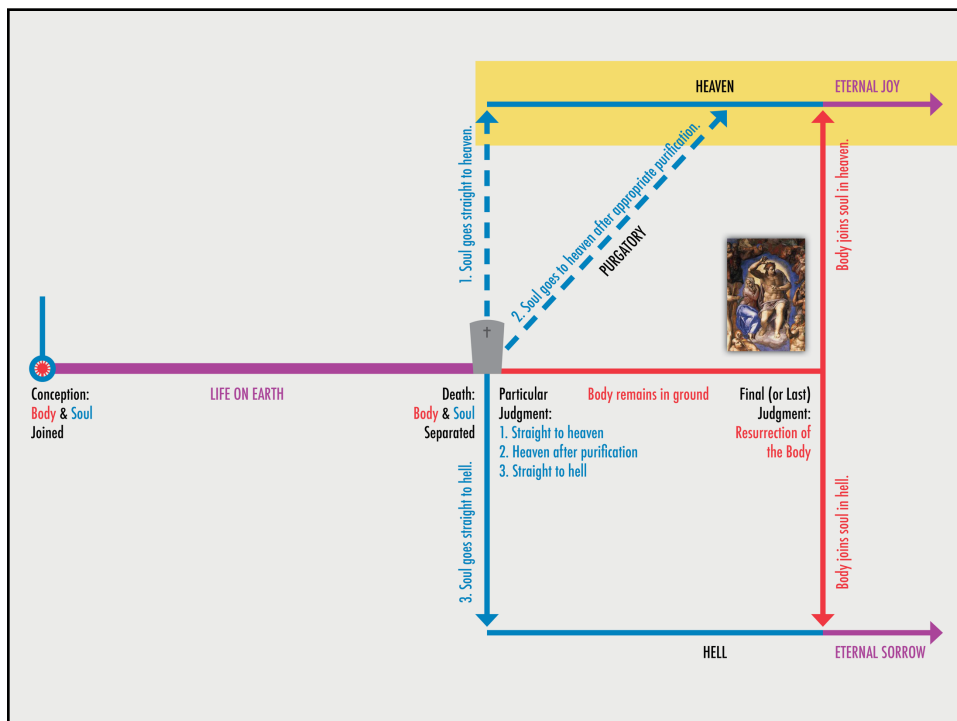 HEAVEN
ETERNAL JOY
1. Soul goes straight to heaven.
2. Soul goes to heaven after appropriate purification.
PURGATORY
Body joins soul in heaven.
Conception:
Body & Soul
Joined
LIFE ON EARTH
Death:
Body & Soul
Separated
Particular
Judgment:
1. Straight to heaven
2. Heaven after purification
3. Straight to hell
Body remains in ground
Final (or Last)
Judgment:
Resurrection of
the Body
3. Soul goes straight to hell.
Body joins soul in hell.
HELL
ETERNAL SORROW